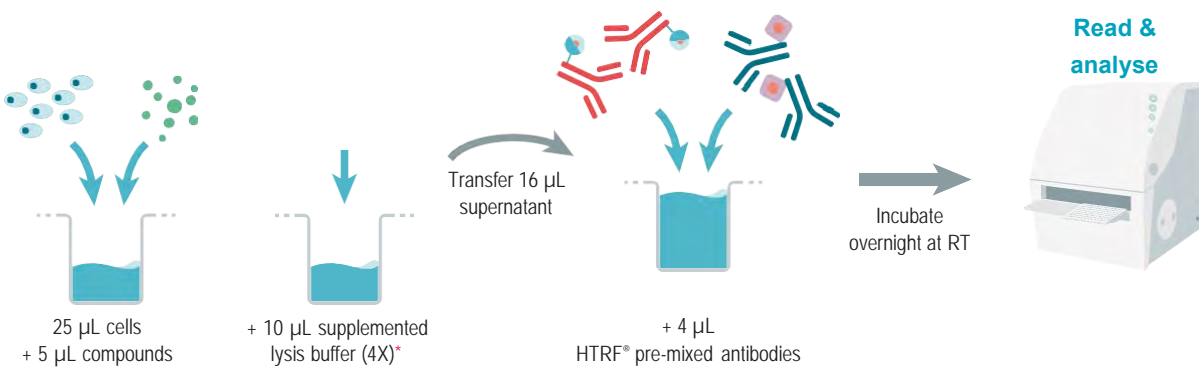 Read &
analyse
Transfer 16 µL
supernatant
Incubate
overnight at RT
25 µL cells
+ 5 µL compounds
+ 10 µL supplemented
lysis buffer (4X)*
+ 4 µL
HTRF® pre-mixed antibodies